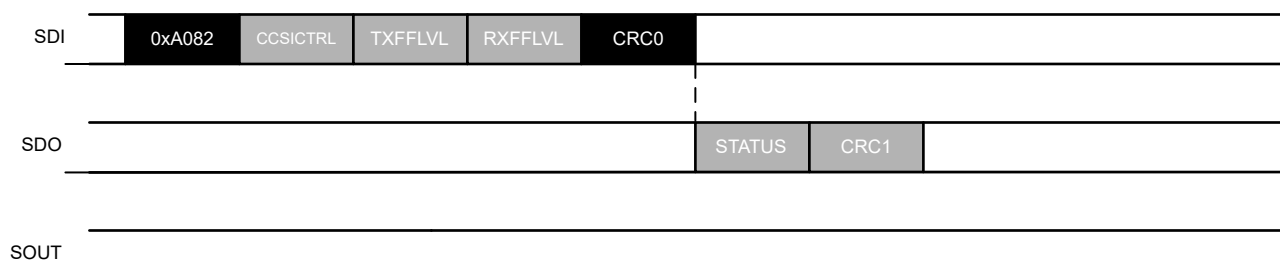 SDI 0xA082 CCSICTRL TXFFLVL RXFFLVL CRC0
SDO STATUS CRC1
SOUT